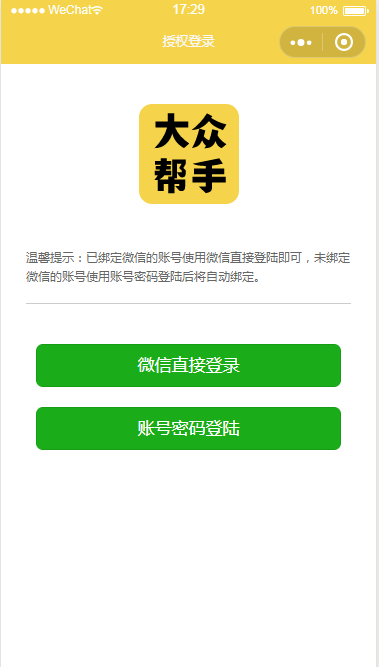 WeChat 17:29 100%
授权登录
大众
帮手
温馨提示：已绑定微信的账号使用微信直接登陆即可，未绑定
微信的账号使用账号密码登陆后将自动绑定。
微信直接登录
账号密码登陆